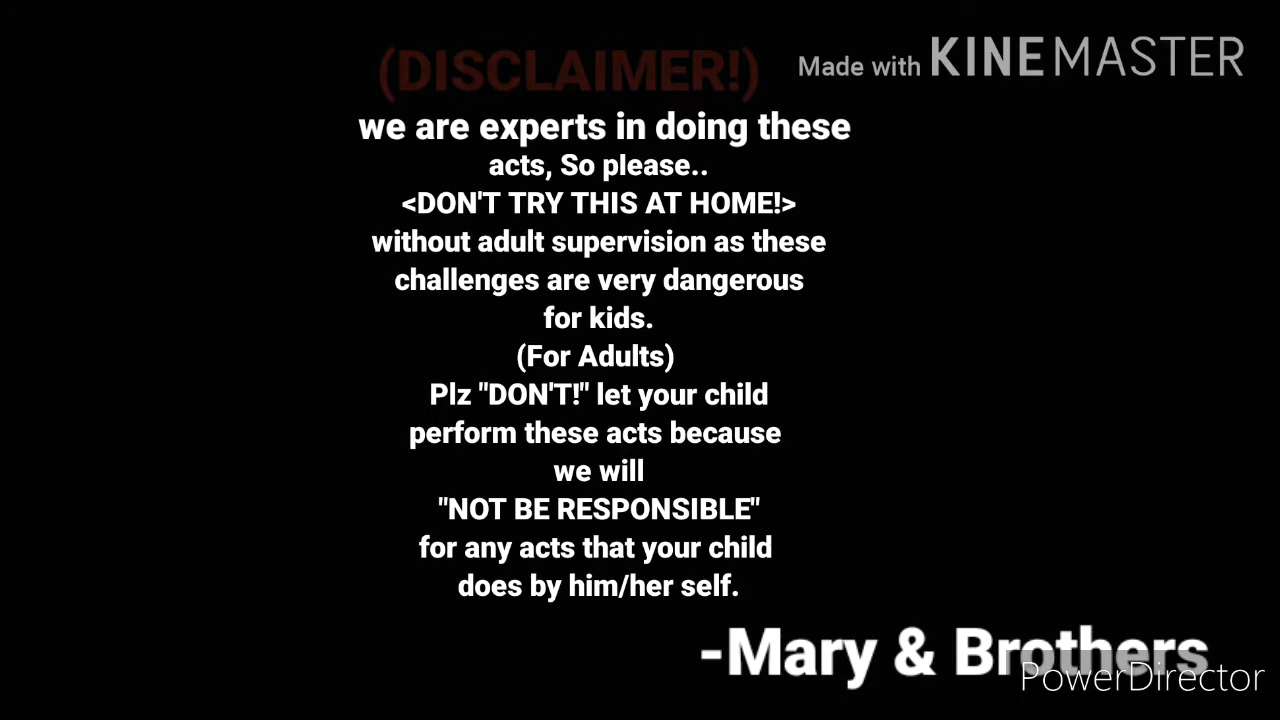 (DISCLAIMER!)
Made with KINEMASTER
we are experts in doing these
acts, So please..
<DON'T TRY THIS AT HOME!>
without adult supervision as these
challenges are very dangerous
for kids.
(For Adults)
Plz "DON'T!" let your child
perform these acts because
we will
"NOT BE RESPONSIBLE"
for any acts that your child
does by him/her self.
-Mary & Brothers
PowerDirector